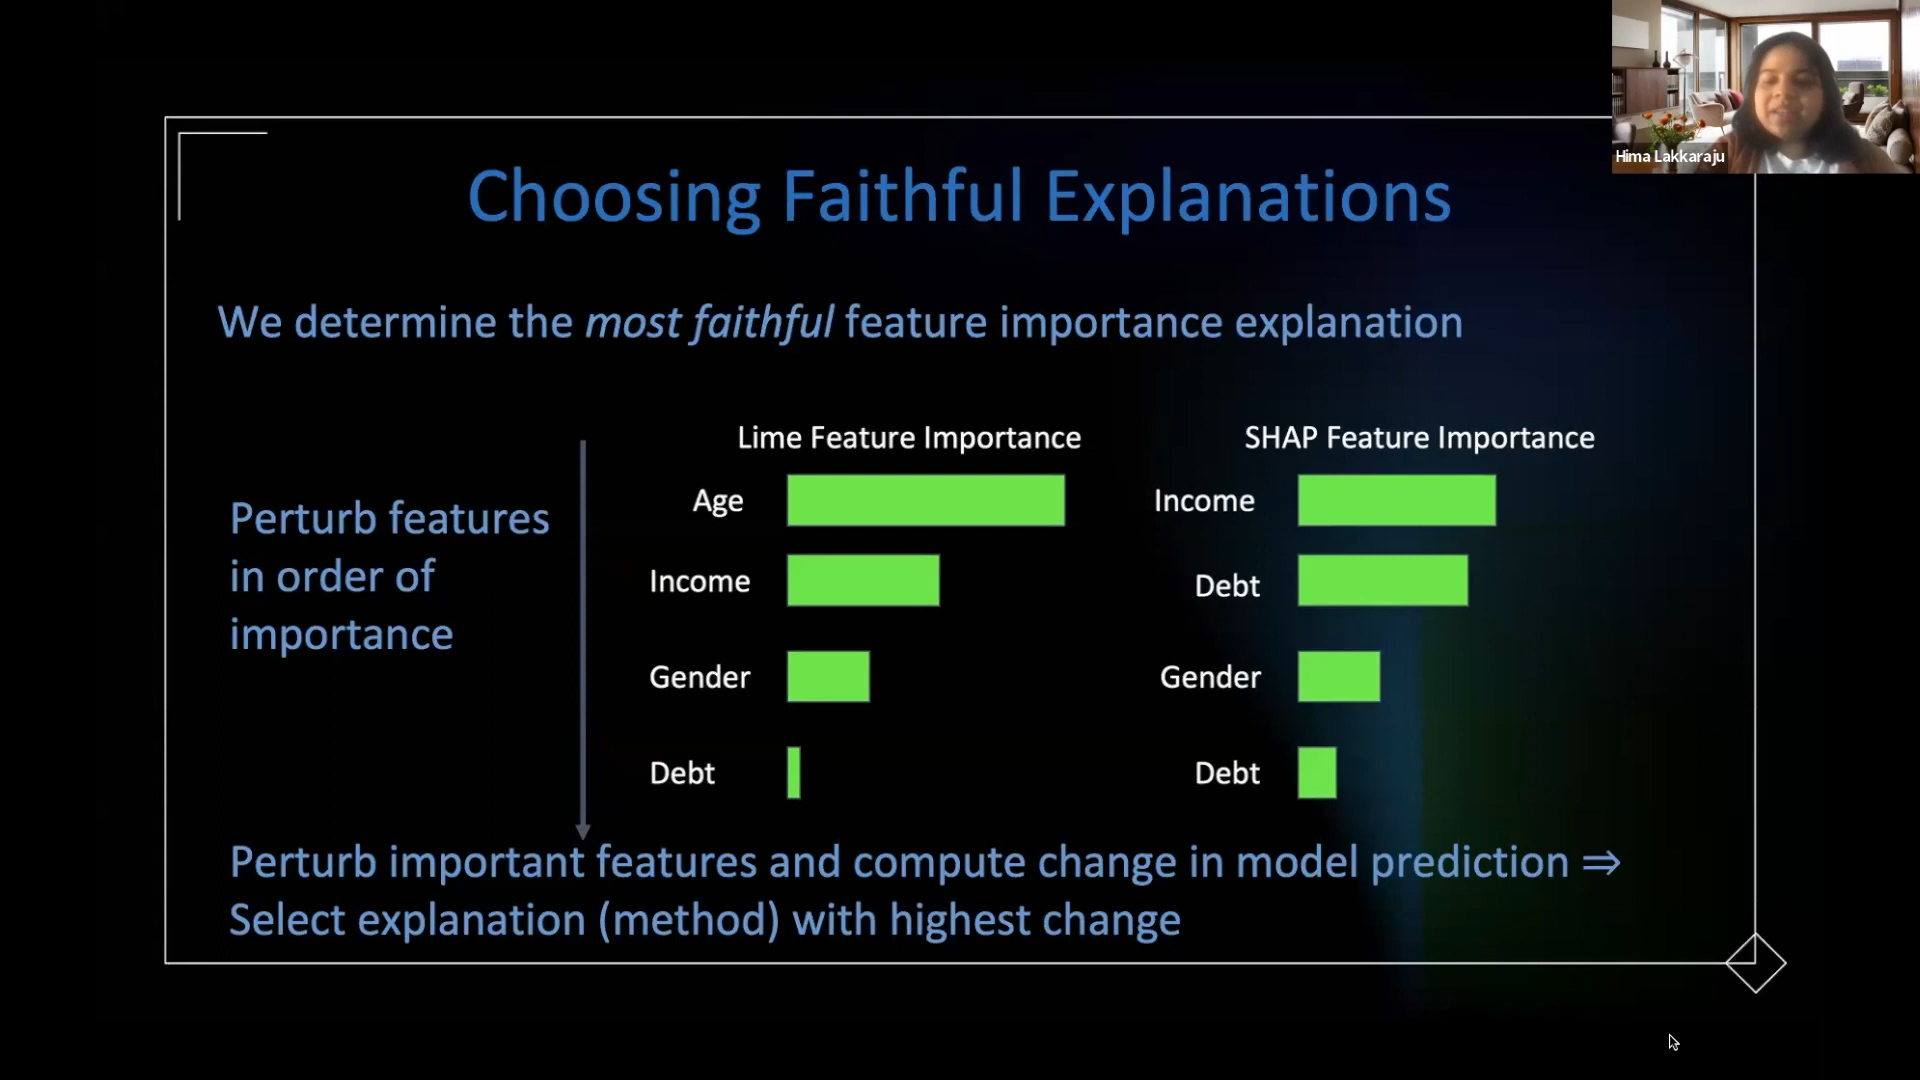 Hima Lakkaraju
Choosing Faithful Explanations
We determine the most faithful feature importance explanation
Perturb features
in order of
importance
Lime Feature Importance
Age
Income
Gender
Debt
SHAP Feature Importance
Income
Debt
Gender
Debt
Perturb important features and compute change in model prediction ⇒
Select explanation (method) with highest change